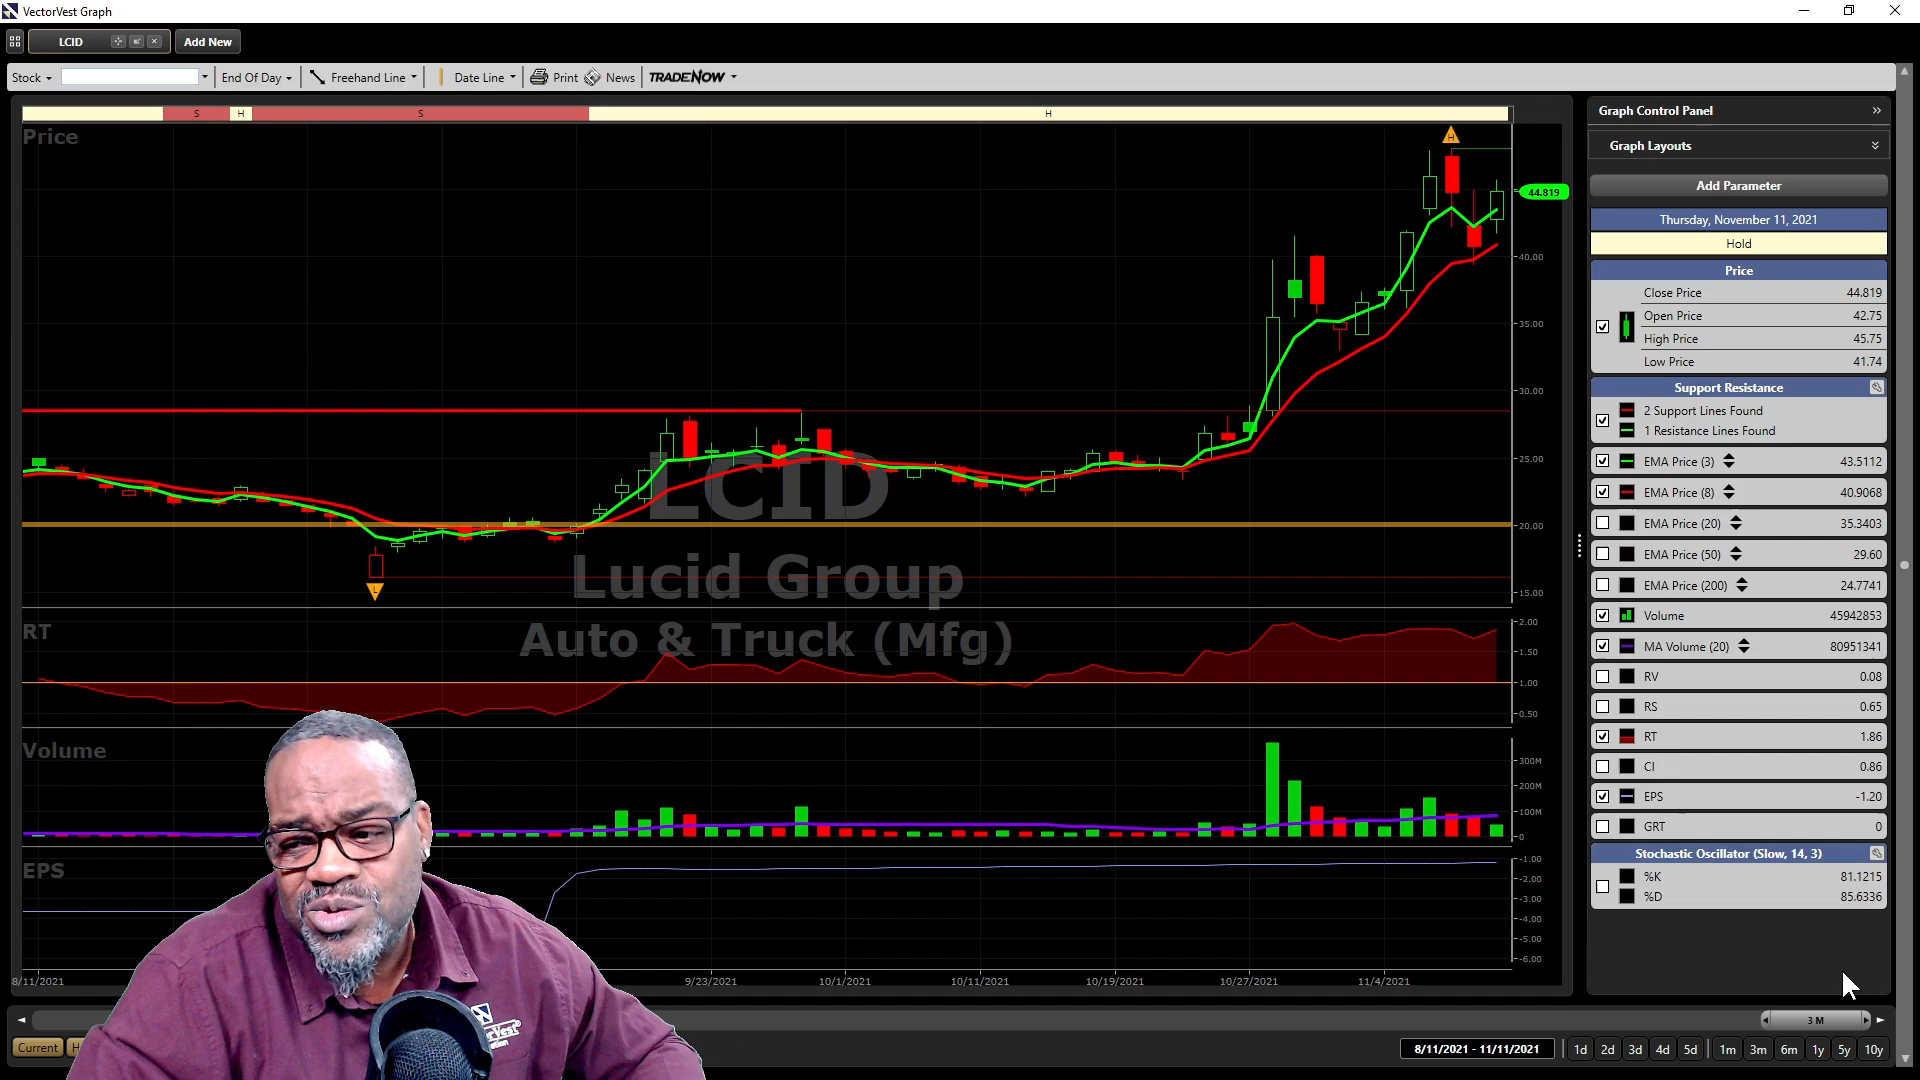 VectorVest Graph
LCID
Add New
Stock
End Of Day
Freehand Line
Date Line
Print
News
TRADENOW
S
H
S
H
Price
H
44.819
40.00
35.00
30.00
25.00
20.00
15.00
L
LCID
Lucid Group
Auto & Truck (Mfg)
RT
2.00
1.50
1.00
0.50
Volume
300M
200M
100M
0
EPS
-1.00
-2.00
-3.00
-4.00
-5.00
-6.00
8/11/2021
9/23/2021
10/1/2021
10/11/2021
10/19/2021
10/27/2021
11/4/2021
Graph Control Panel
Graph Layouts
Add Parameter
Thursday, November 11, 2021
Hold
Price
Close Price 44.819
Open Price 42.75
High Price 45.75
Low Price 41.74
Support Resistance
2 Support Lines Found
1 Resistance Lines Found
EMA Price (3) 43.5112
EMA Price (8) 40.9068
EMA Price (20) 35.3403
EMA Price (50) 29.60
EMA Price (200) 24.7741
Volume 45942853
MA Volume (20) 80951341
RV 0.08
RS 0.65
RT 1.86
CI 0.86
EPS -1.20
GRT 0
Stochastic Oscillator (Slow, 14, 3)
%K 81.1215
%D 85.6336
3 M
Current
8/11/2021 - 11/11/2021
1d 2d 3d 4d 5d 1m 3m 6m 1y 5y 10y